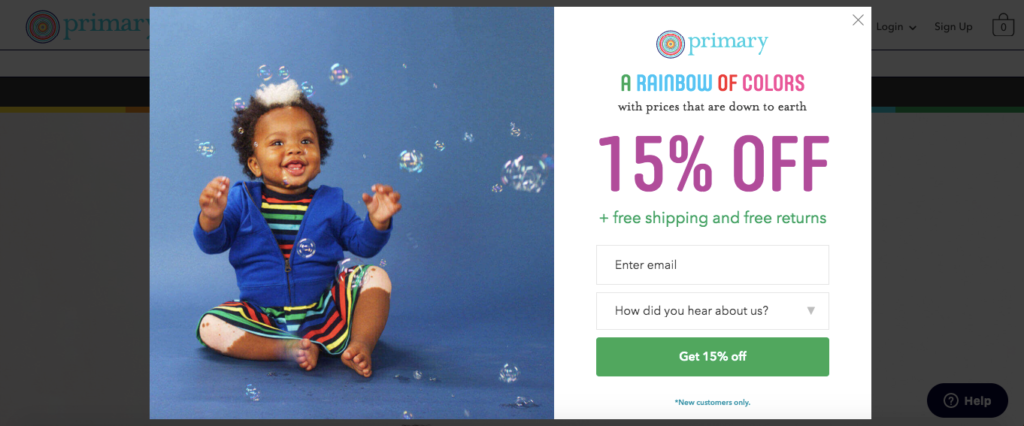 primary
Login
Sign Up
0
primary
A RAINBOW OF COLORS
with prices that are down to earth
15% OFF
+ free shipping and free returns
Enter email
How did you hear about us?
Get 15% off
*New customers only.
Help